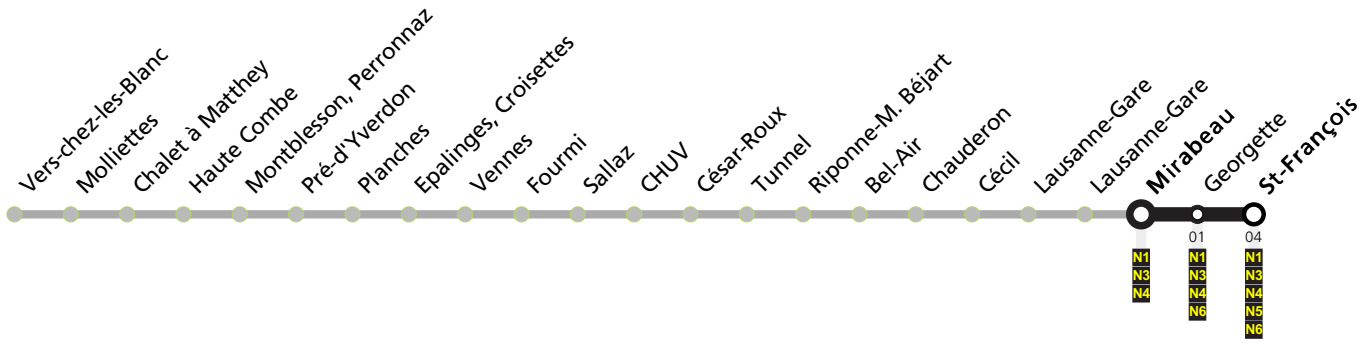 Vers-chez-les-Blanc
Molliettes
Chalet à Matthey
Haute Combe
Montblesson, Perronnaz
Pré-d'Yverdon
Planches
Epalinges, Croisettes
Vennes
Fourmi
Sallaz
CHUV
César-Roux
Tunnel
Riponne-M. Béjart
Bel-Air
Chauderon
Cécil
Lausanne-Gare
Lausanne-Gare
Mirabeau
Georgette
St-François
01 04
N1 N1 N1
N3 N3 N3
N4 N4 N4
N6 N5
N6